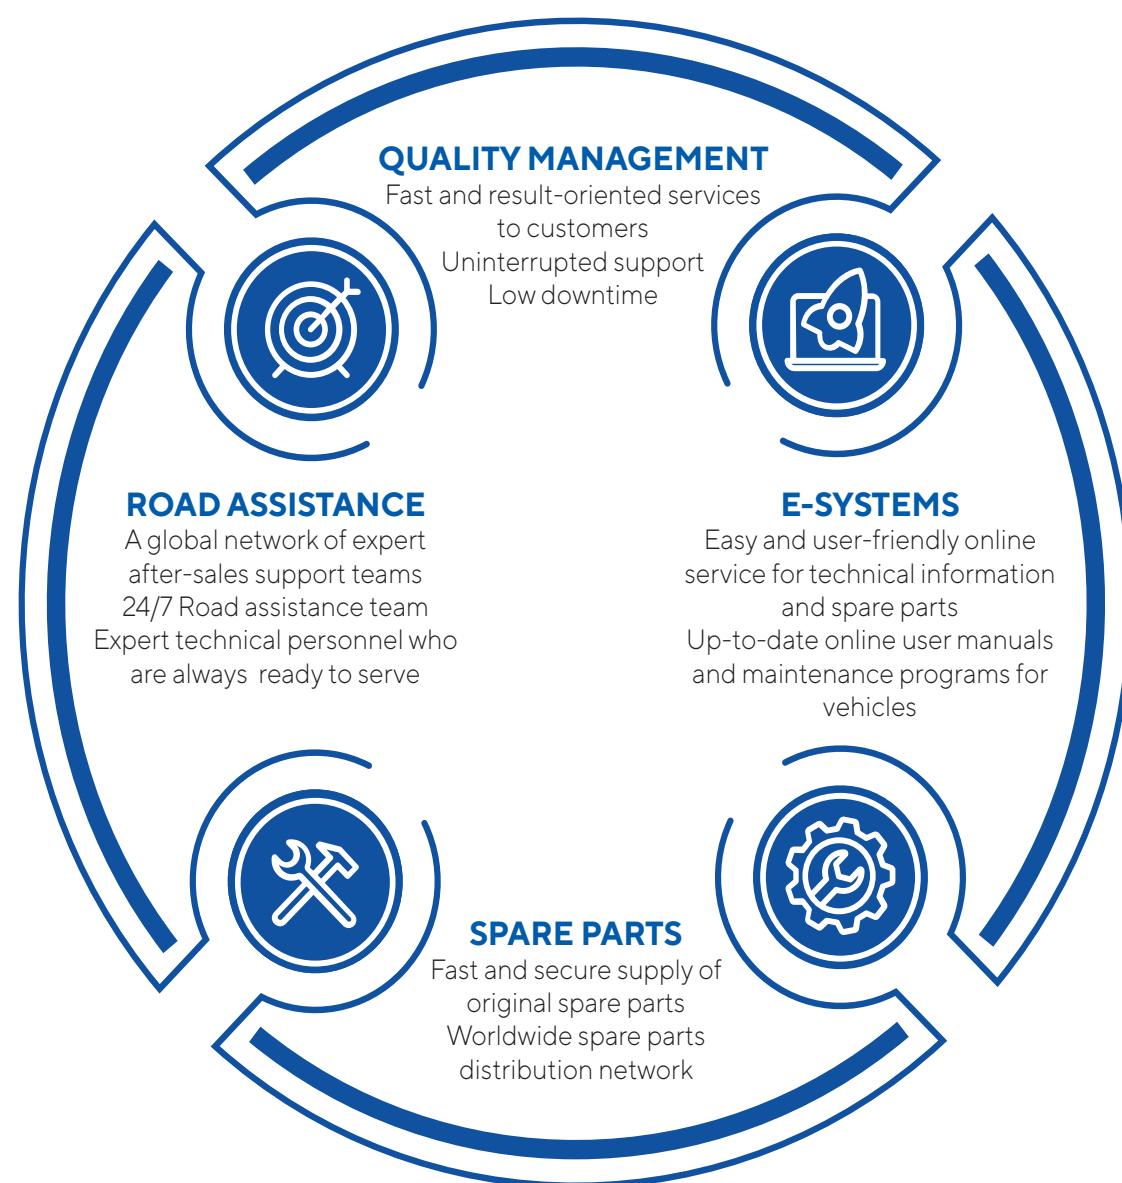 QUALITY MANAGEMENT
Fast and result-oriented services
to customers
Uninterrupted support
Low downtime
ROAD ASSISTANCE
A global network of expert
after-sales support teams
24/7 Road assistance team
Expert technical personnel who
are always ready to serve
E-SYSTEMS
Easy and user-friendly online
service for technical information
and spare parts
Up-to-date online user manuals
and maintenance programs for
vehicles
SPARE PARTS
Fast and secure supply of
original spare parts
Worldwide spare parts
distribution network